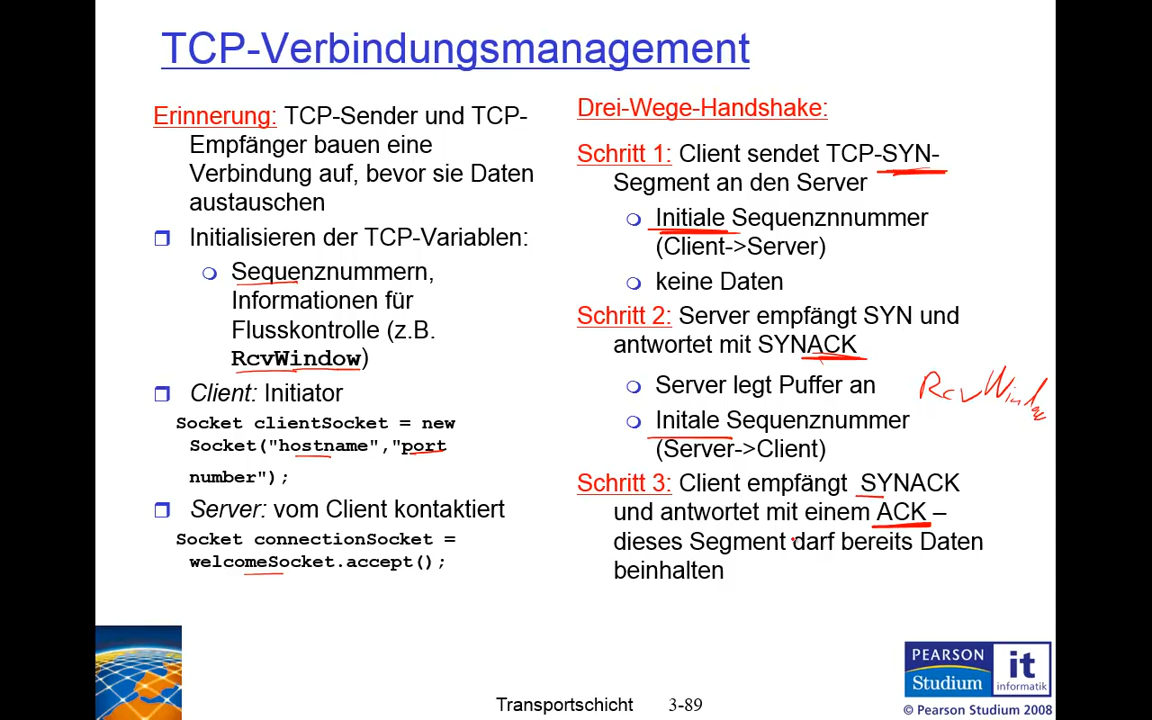 TCP-Verbindungsmanagement
Erinnerung: TCP-Sender und TCP-
Empfänger bauen eine
Verbindung auf, bevor sie Daten
austauschen
Initialisieren der TCP-Variablen:
Sequenznummern,
Informationen für
Flusskontrolle (z.B.
RcvWindow)
Client: Initiator
Socket clientSocket = new
Socket("hostname","port
number");
Server: vom Client kontaktiert
Socket connectionSocket =
welcomeSocket.accept();
Drei-Wege-Handshake:
Schritt 1: Client sendet TCP-SYN-
Segment an den Server
Initiale Sequenznnummer
(Client->Server)
keine Daten
Schritt 2: Server empfängt SYN und
antwortet mit SYNACK
Server legt Puffer an
RcvWindow
Initale Sequenznummer
(Server->Client)
Schritt 3: Client empfängt SYNACK
und antwortet mit einem ACK –
dieses Segment darf bereits Daten
beinhalten
PEARSON
Studium
it
informatik
Transportschicht 3-89
© Pearson Studium 2008